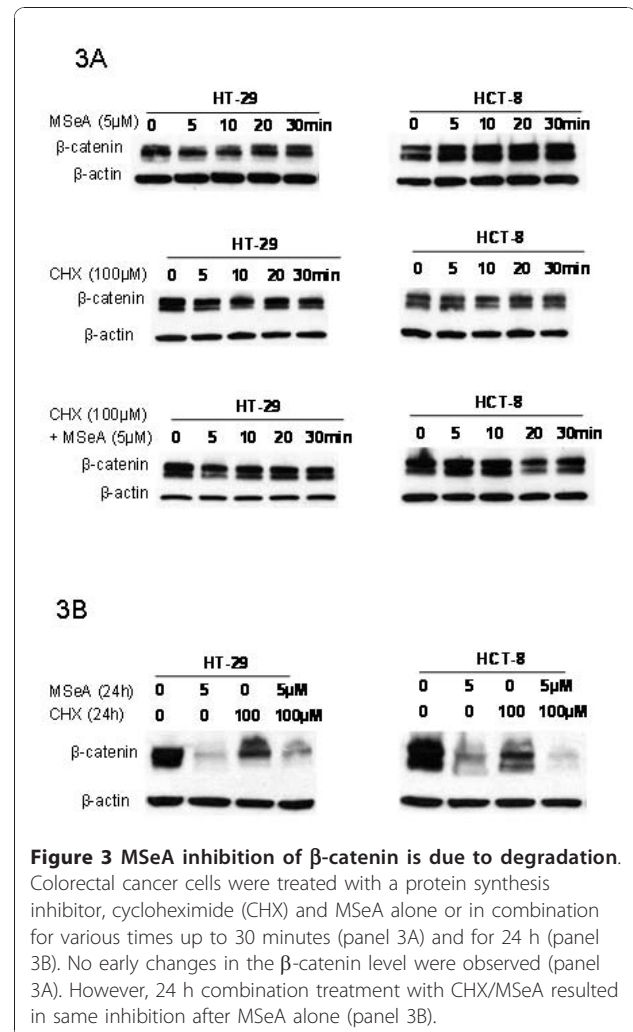 3A
HT-29 HCT-8
MSeA (5µM) 0 5 10 20 30min 0 5 10 20 30min
β-catenin
β-actin
HT-29 HCT-8
CHX (100µM) 0 5 10 20 30min 0 5 10 20 30min
β-catenin
β-actin
CHX (100µM) HT-29 HCT-8
+ MSeA (5µM) 0 5 10 20 30min 0 5 10 20 30min
β-catenin
β-actin
3B
HT-29 HCT-8
MSeA (24h) 0 5 0 5µM 0 5 0 5µM
CHX (24h) 0 0 100 100µM 0 0 100 100µM
β-catenin
β-actin
Figure 3 MSeA inhibition of β-catenin is due to degradation.
Colorectal cancer cells were treated with a protein synthesis
inhibitor, cycloheximide (CHX) and MSeA alone or in combination
for various times up to 30 minutes (panel 3A) and for 24 h (panel
3B). No early changes in the β-catenin level were observed (panel
3A). However, 24 h combination treatment with CHX/MSeA resulted
in same inhibition after MSeA alone (panel 3B).